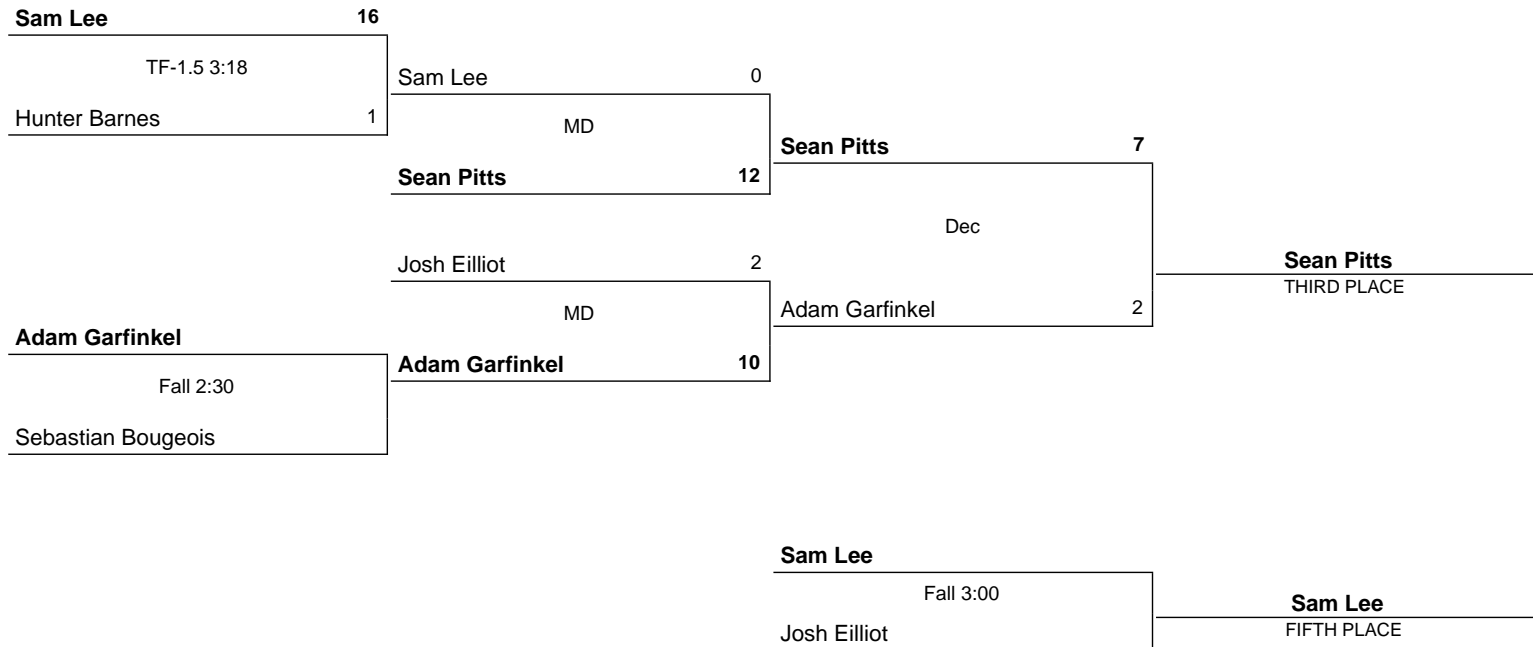 Sam Lee 16
TF-1.5 3:18
Hunter Barnes 1
Sam Lee 0
MD
Sean Pitts 12
Sean Pitts 7
Dec
Josh Eilliot 2
MD
Adam Garfinkel 10
Adam Garfinkel 2
Sean Pitts
THIRD PLACE
Adam Garfinkel
Fall 2:30
Sebastian Bougeois
Sam Lee
Fall 3:00
Josh Eilliot
Sam Lee
FIFTH PLACE